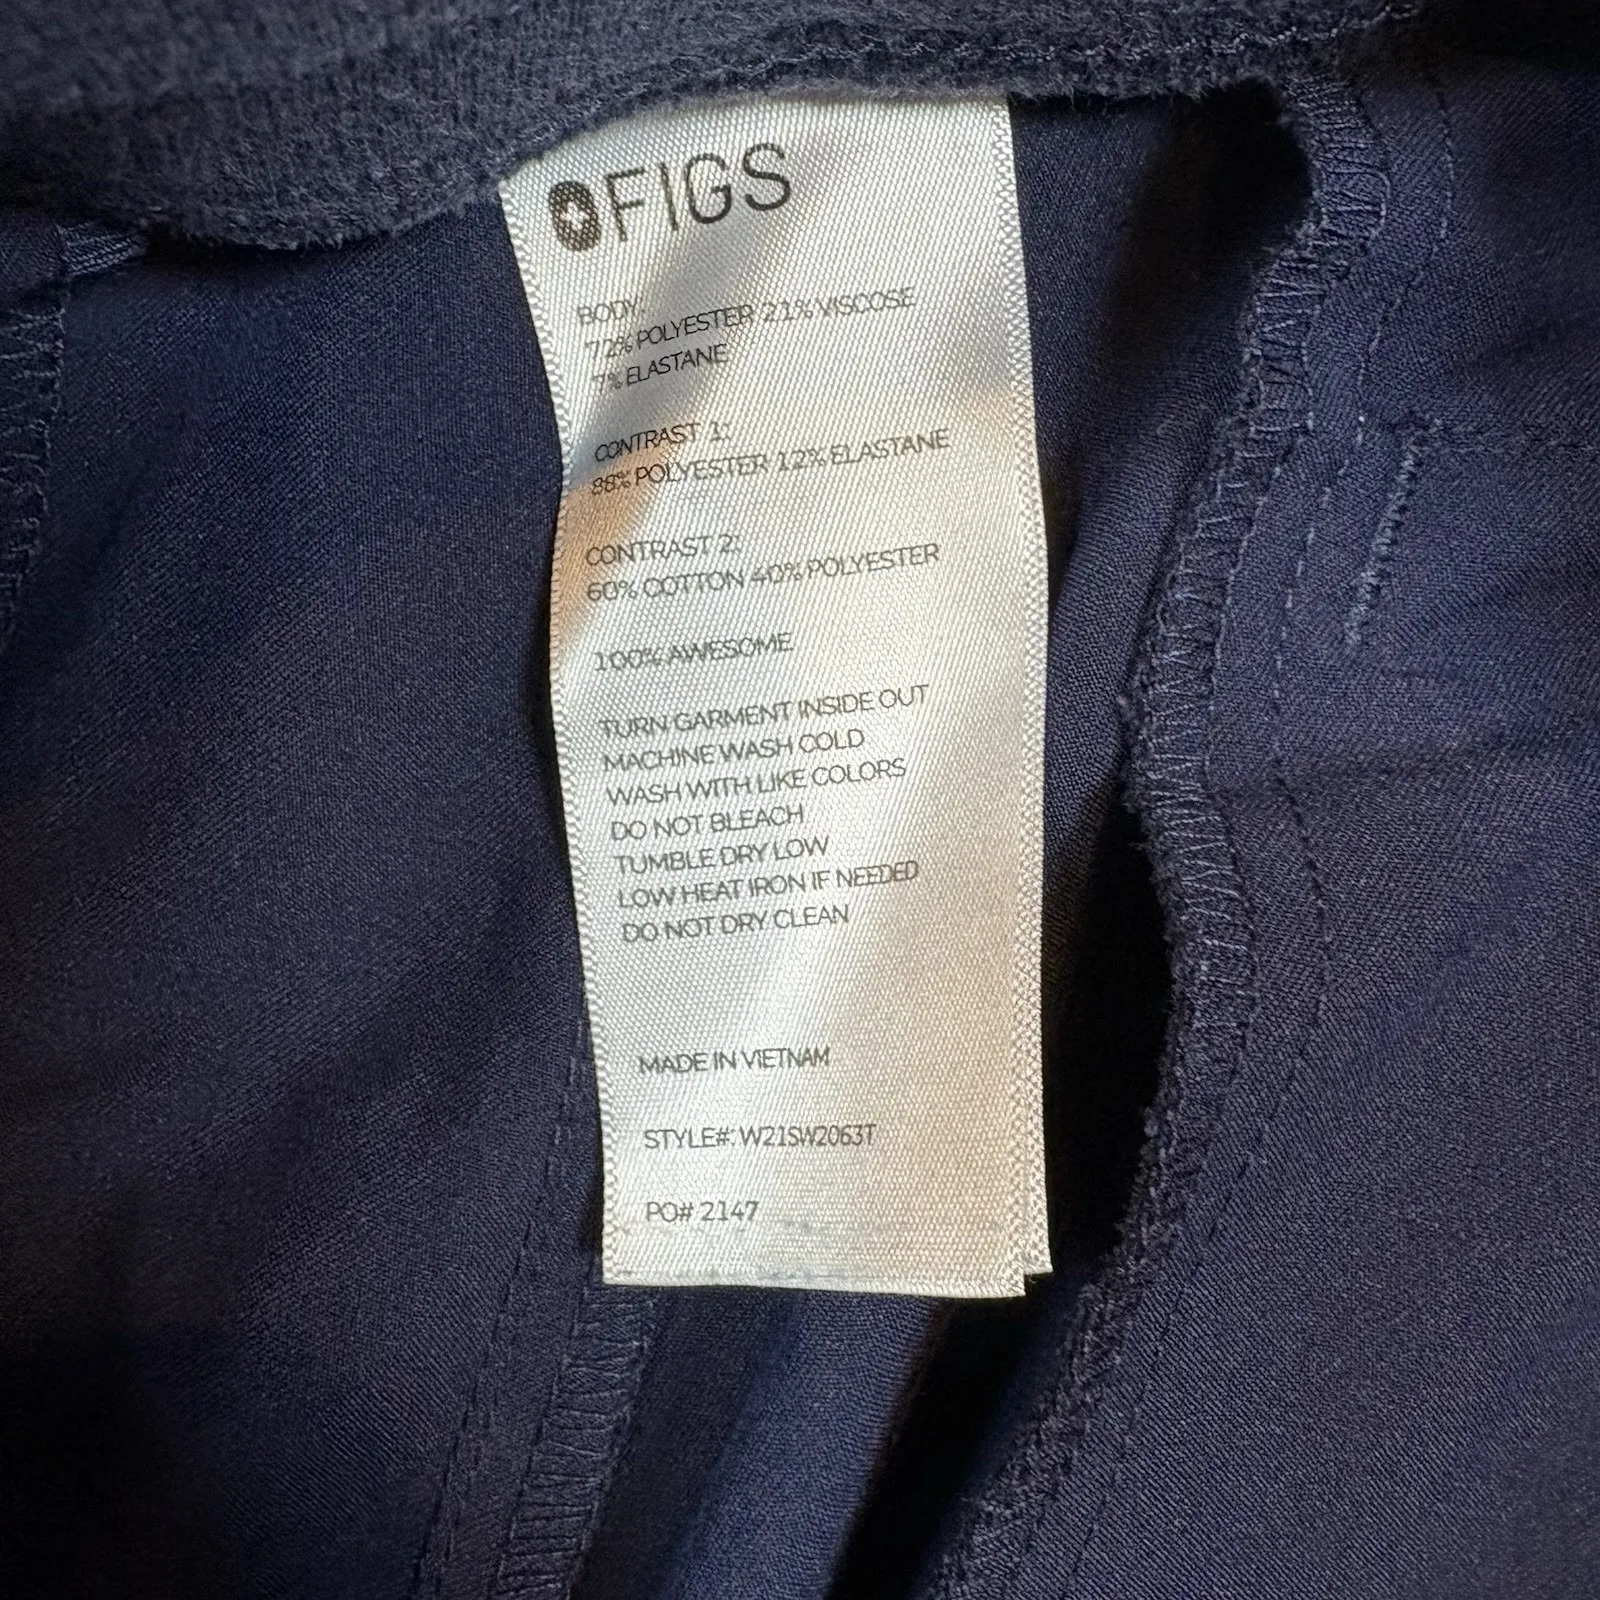 FIGS
BODY:
72% POLYESTER 21% VISCOSE
7% ELASTANE
CONTRAST 1:
88% POLYESTER 12% ELASTANE
CONTRAST 2:
60% COTTON 40% POLYESTER
100% AWESOME
TURN GARMENT INSIDE OUT
MACHINE WASH COLD
WASH WITH LIKE COLORS
DO NOT BLEACH
TUMBLE DRY LOW
LOW HEAT IRON IF NEEDED
DO NOT DRY CLEAN
MADE IN VIETNAM
STYLE#: W21SW2063T
PO# 2147